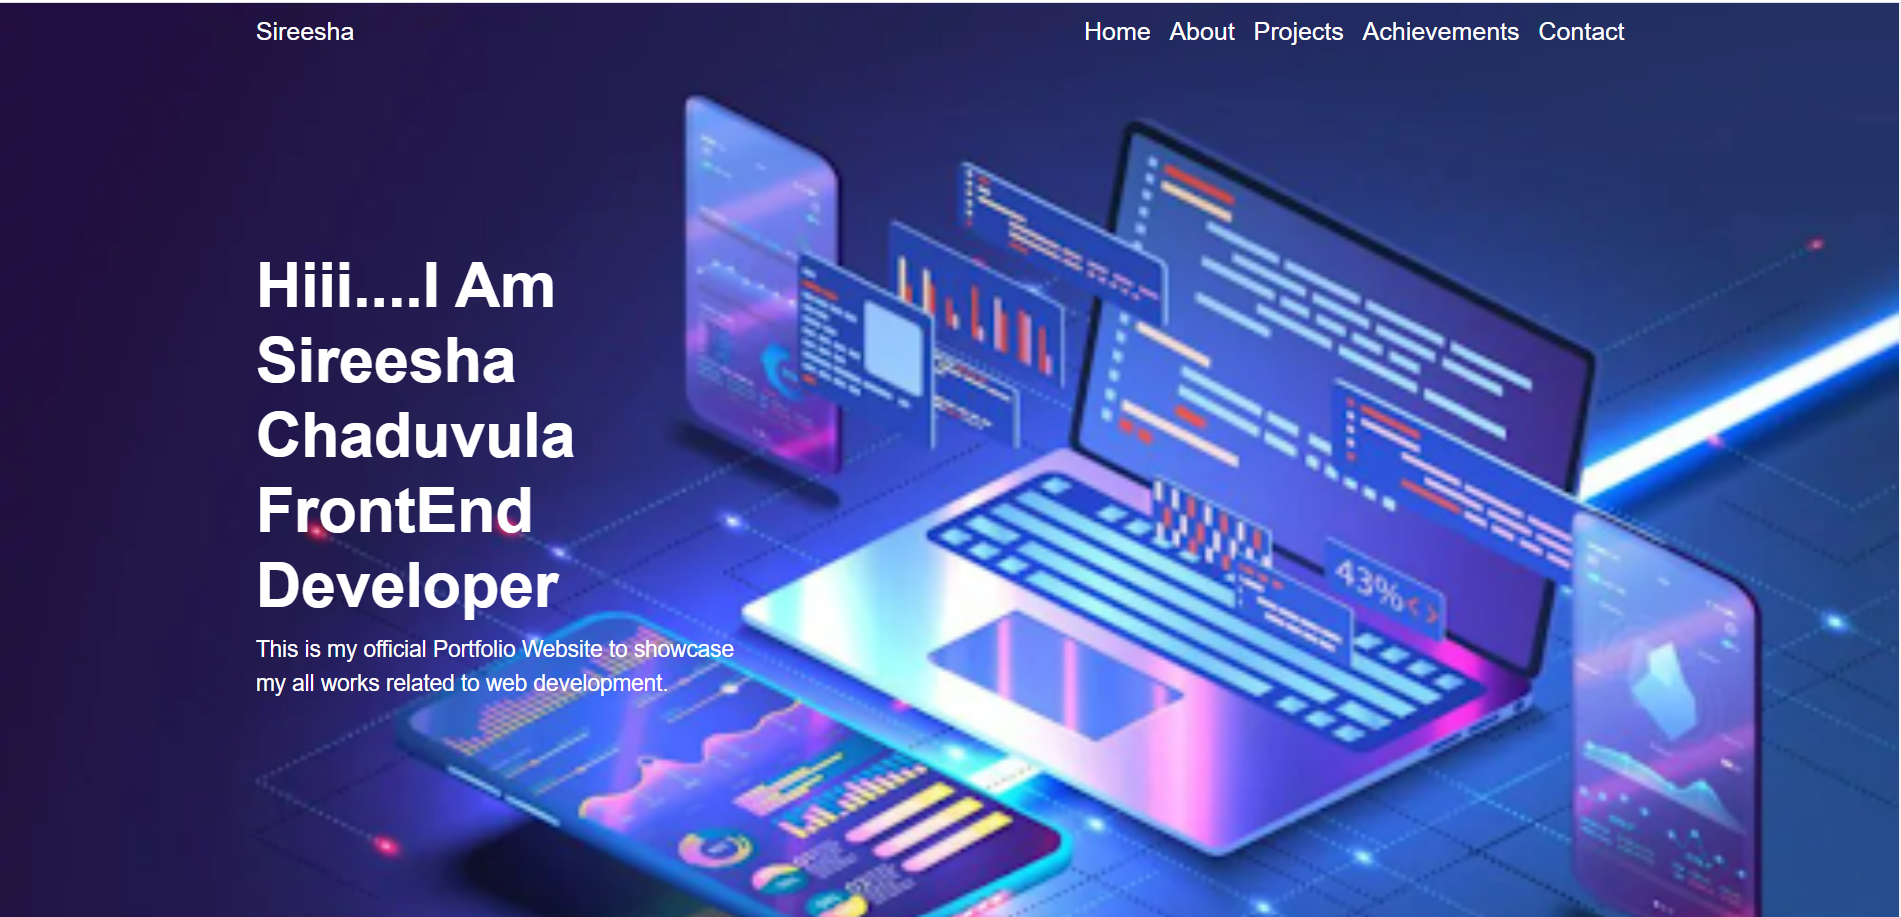 Sireesha
Home About Projects Achievements Contact
Hiii....I Am
Sireesha
Chaduvula
FrontEnd
Developer
This is my official Portfolio Website to showcase
my all works related to web development.
43%<>